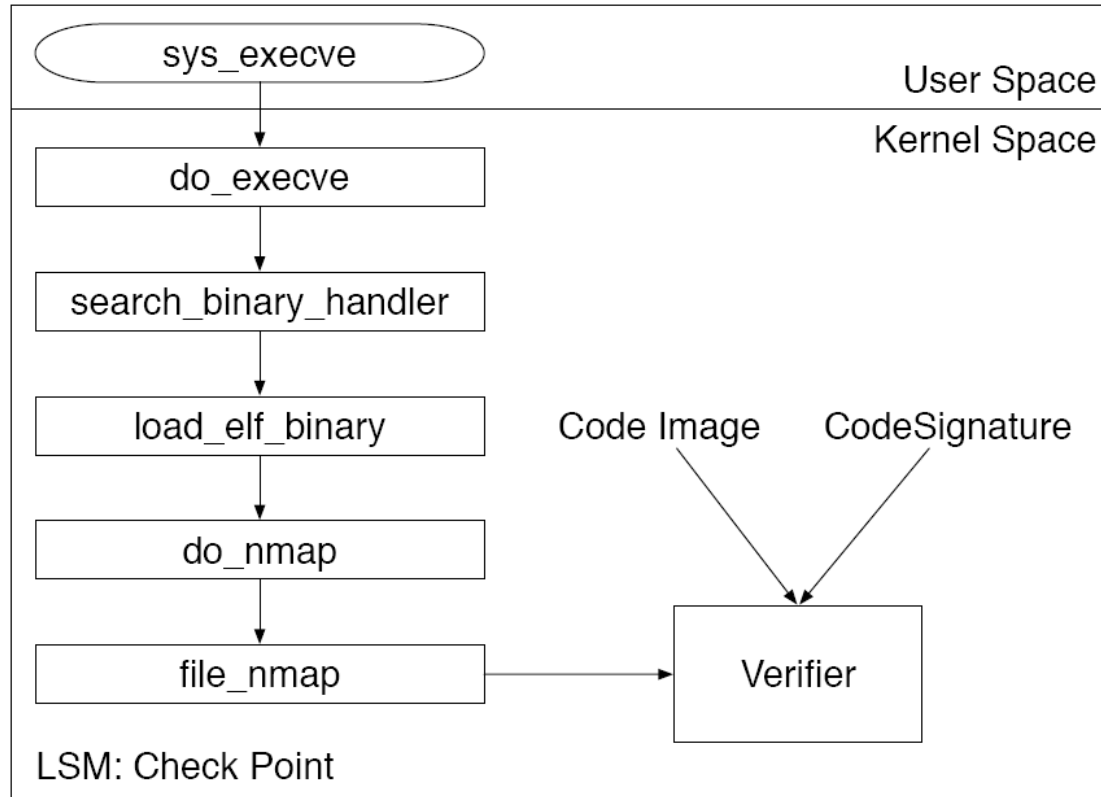 sys_execve
User Space
Kernel Space
do_execve
search_binary_handler
load_elf_binary
Code Image
CodeSignature
do_nmap
file_nmap
Verifier
LSM: Check Point